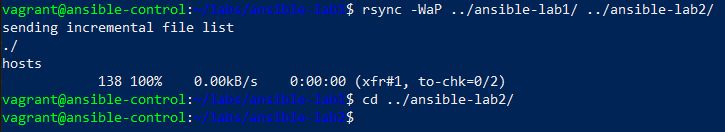 vagrant@ansible-control:~/labs/ansible-lab1$ rsync -WaP ../ansible-lab1/ ../ansible-lab2/
sending incremental file list
./
hosts
138 100% 0.00kB/s 0:00:00 (xfr#1, to-chk=0/2)
vagrant@ansible-control:~/labs/ansible-lab1$ cd ../ansible-lab2/
vagrant@ansible-control:~/labs/ansible-lab2$